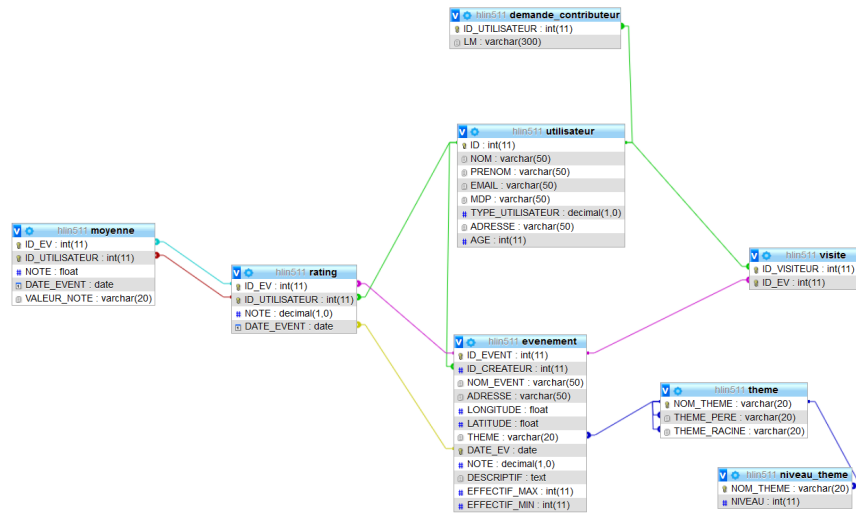 hlin511 demande_contributeur
ID_UTILISATEUR : int(11)
LM : varchar(300)
hlin511 utilisateur
ID : int(11)
NOM : varchar(50)
PRENOM : varchar(50)
EMAIL : varchar(50)
MDP : varchar(50)
TYPE_UTILISATEUR : decimal(1,0)
ADRESSE : varchar(50)
AGE : int(11)
hlin511 moyenne
ID_EV : int(11)
ID_UTILISATEUR : int(11)
NOTE : float
DATE_EVENT : date
VALEUR_NOTE : varchar(20)
hlin511 rating
ID_EV : int(11)
ID_UTILISATEUR : int(11)
NOTE : decimal(1,0)
DATE_EVENT : date
hlin511 visite
ID_VISITEUR : int(11)
ID_EV : int(11)
hlin511 evenement
ID_EVENT : int(11)
ID_CREATEUR : int(11)
NOM_EVENT : varchar(50)
ADRESSE : varchar(50)
LONGITUDE : float
LATITUDE : float
THEME : varchar(20)
DATE_EV : date
NOTE : decimal(1,0)
DESCRIPTIF : text
EFFECTIF_MAX : int(11)
EFFECTIF_MIN : int(11)
hlin511 theme
NOM_THEME : varchar(20)
THEME_PERE : varchar(20)
THEME_RACINE : varchar(20)
hlin511 niveau_theme
NOM_THEME : varchar(20)
NIVEAU : int(11)